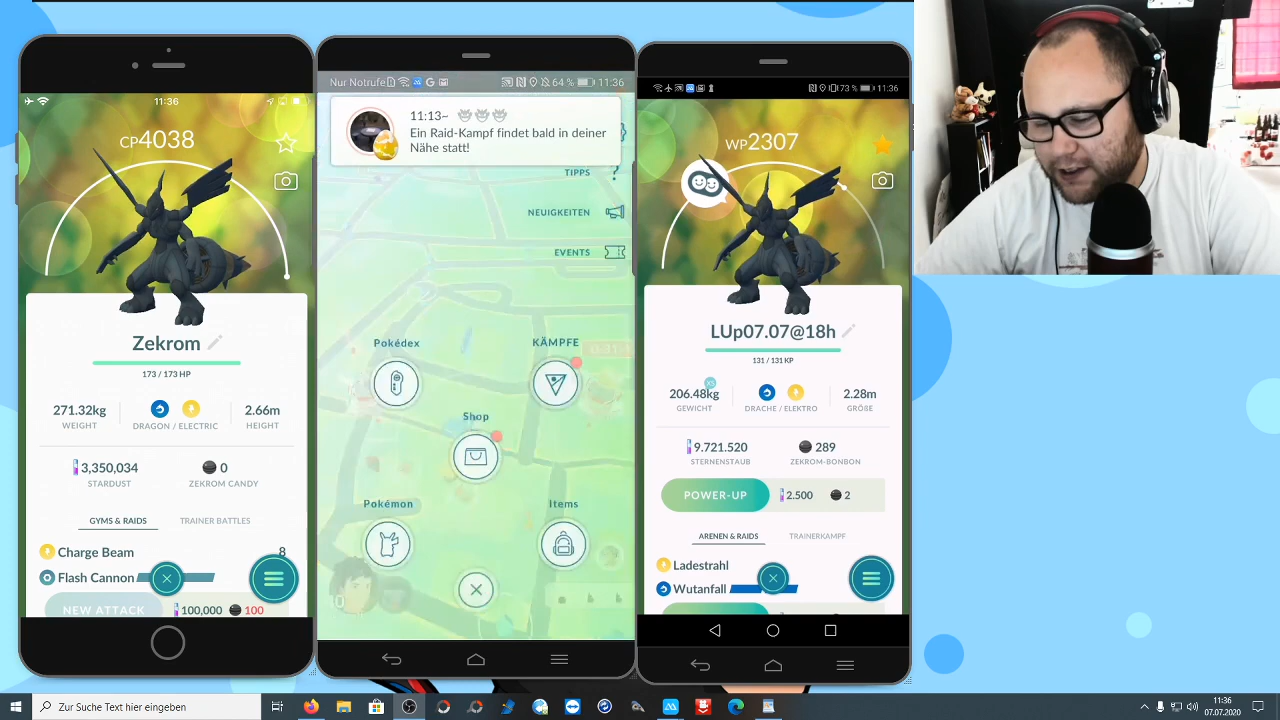 11:36
CP4038
Zekrom
173 / 173 HP
271.32kg
WEIGHT
DRAGON / ELECTRIC
2.66m
HEIGHT
3,350,034
STARDUST
0
ZEKROM CANDY
GYMS & RAIDS
TRAINER BATTLES
Charge Beam
8
Flash Cannon
NEW ATTACK
100,000
100
Nur Notrufe
64 %
11:36
11:13~
Ein Raid-Kampf findet bald in deiner
Nähe statt!
TIPPS
NEUIGKEITEN
EVENTS
Pokédex
KÄMPFE
Shop
Pokémon
Items
73 %
11:36
WP2307
LUp07.07@18h
131 / 131 KP
XS
206.48kg
GEWICHT
DRACHE / ELEKTRO
2.28m
GRÖßE
9.721.520
STERNENSTAUB
289
ZEKROM-BONBON
POWER-UP
2.500
2
ARENEN & RAIDS
TRAINERKAMPF
Ladestrahl
Wutanfall
Zur Suche Text hier eingeben
11:36
07.07.2020